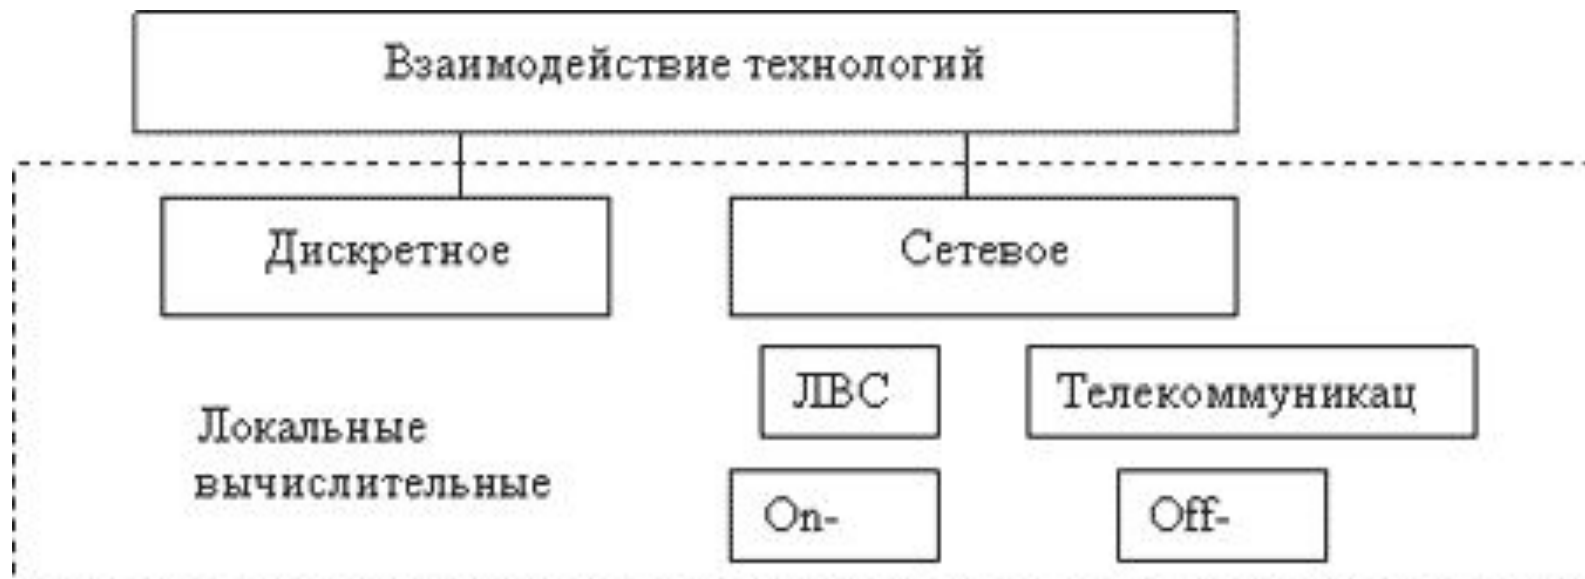 Взаимодействие технологий
Дискретное
Сетевое
ЛВС
Телекоммуникац
Локальные
вычислительные
On-
Off-